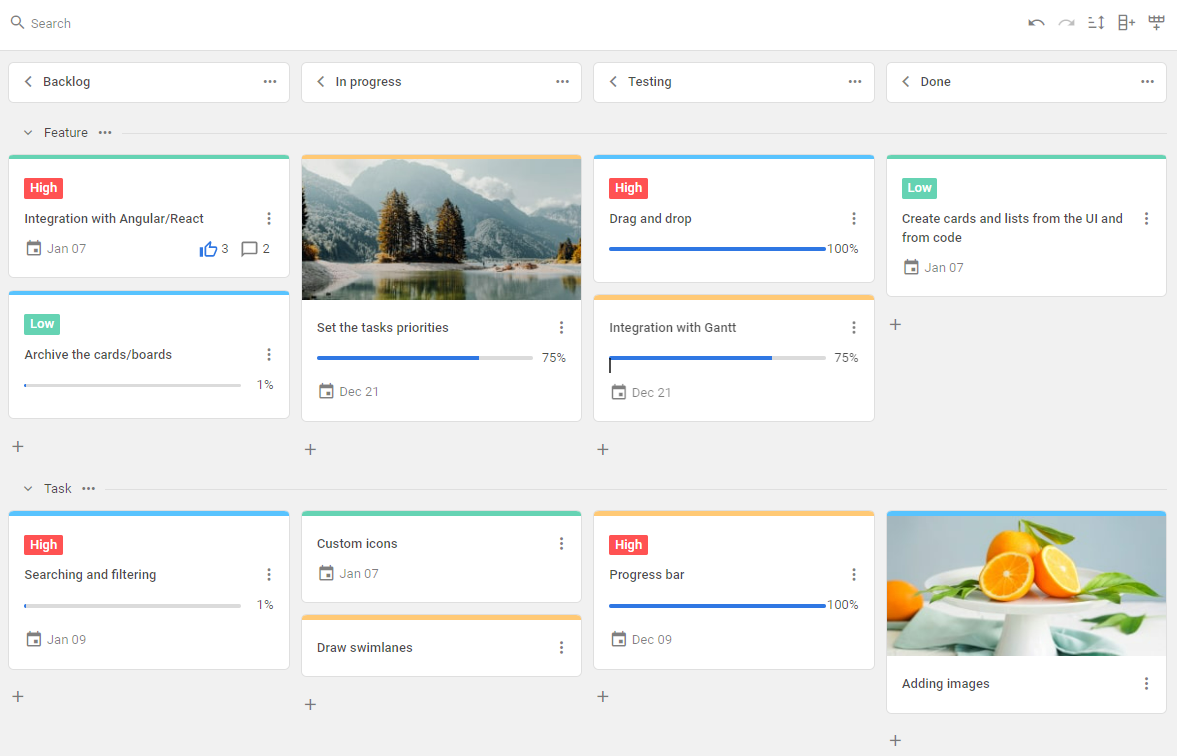 Search
Backlog
In progress
Testing
Done
Feature
High
Integration with Angular/React
Jan 07
3
2
Low
Archive the cards/boards
1%
Set the tasks priorities
75%
Dec 21
High
Drag and drop
100%
Integration with Gantt
75%
Dec 21
Low
Create cards and lists from the UI and
from code
Jan 07
Task
High
Searching and filtering
1%
Jan 09
Custom icons
Jan 07
Draw swimlanes
High
Progress bar
100%
Dec 09
Adding images